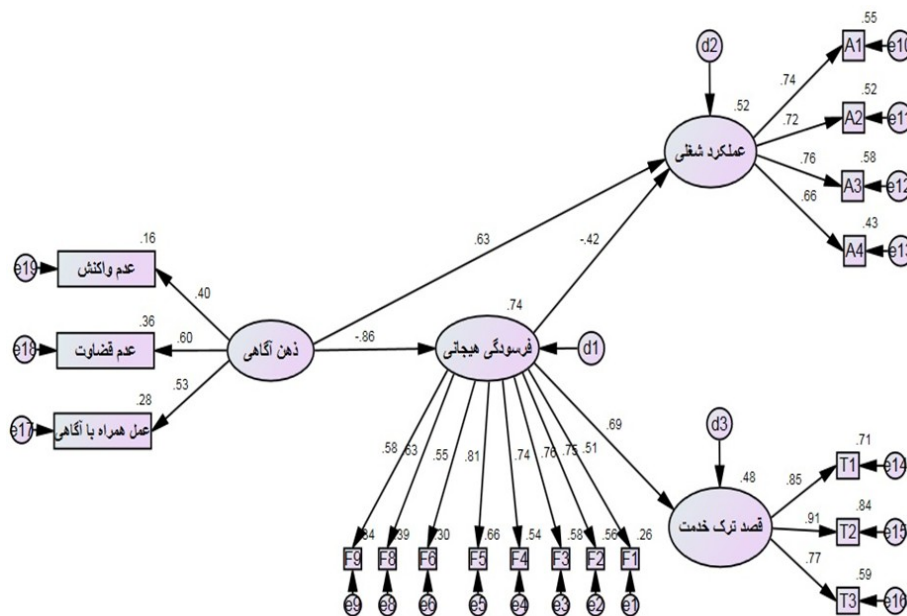 .55
A1
e10
d2
.74
.52
A2
e11
.52
.72
عملکرد شغلی
.58
A3
e12
.76
.66
.43
A4
e13
.63
-.42
.16
e19
عدم واکنش
.40
.36
e18
عدم قضاوت
.60
ذهن آگاهی
-.86
.74
فرسودگی هیجانی
d1
.53
.28
e17
عمل همراه با آگاهی
.69
d3
.48
قصد ترک خدمت
.71
T1
e14
.85
.84
T2
e15
.91
.59
T3
e16
.77
.58
.63
.55
.81
.74
.76
.75
.51
.39
.30
.66
.54
.58
.56
.26
F9
F8
F6
F5
F4
F3
F2
F1
e9
e8
e6
e5
e4
e3
e2
e1